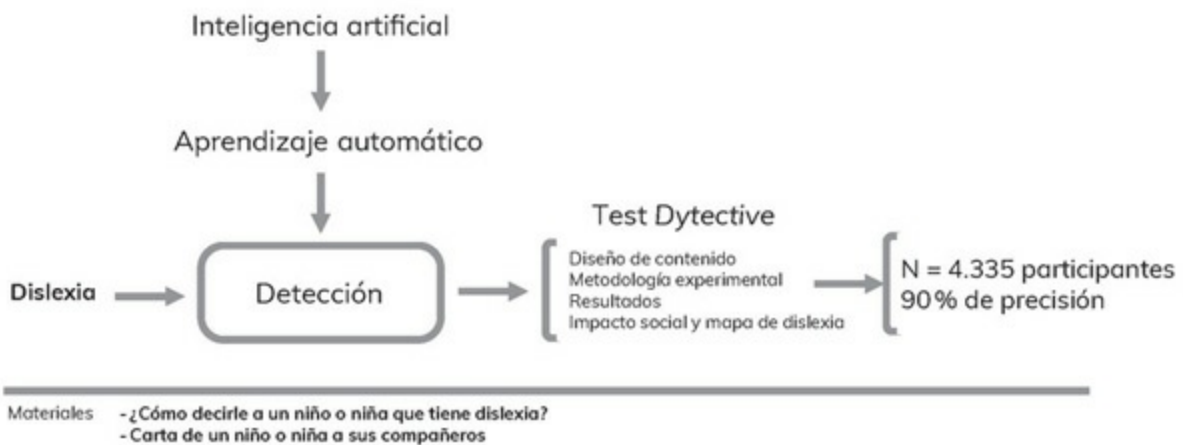 Inteligencia artificial
Aprendizaje automático
Dislexia
Detección
Test Dytective
Diseño de contenido
Metodología experimental
Resultados
Impacto social y mapa de dislexia
N = 4.335 participantes
90% de precisión
Materiales
- ¿Cómo decirle a un niño o niña que tiene dislexia?
- Carta de un niño o niña a sus compañeros